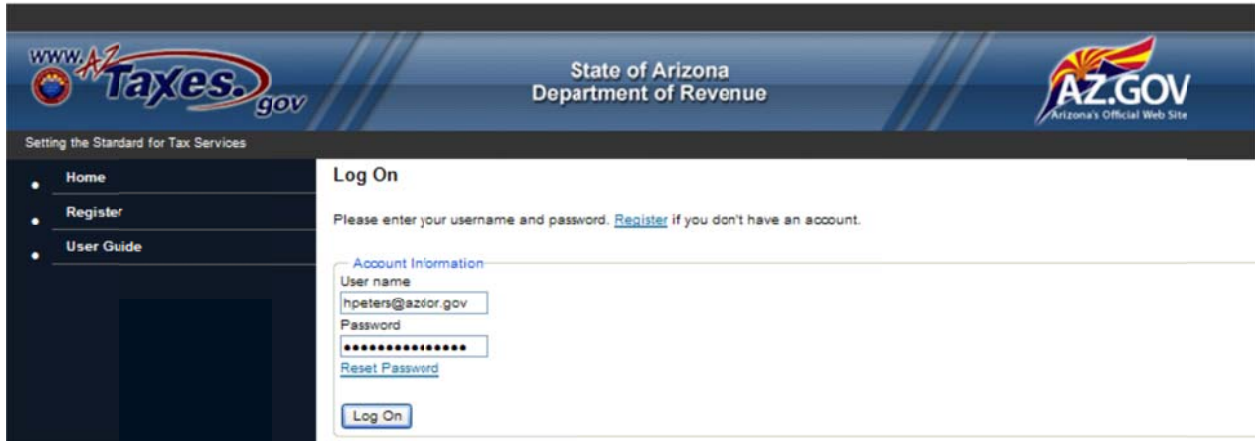 www.AZTaxes.gov
State of Arizona
Department of Revenue
AZ.GOV
Arizona's Official Web Site
Setting the Standard for Tax Services
Home
Register
User Guide
Log On
Please enter your username and password. Register if you don't have an account.
Account Information
User name
hpeters@azdor.gov
Password
Reset Password
Log On